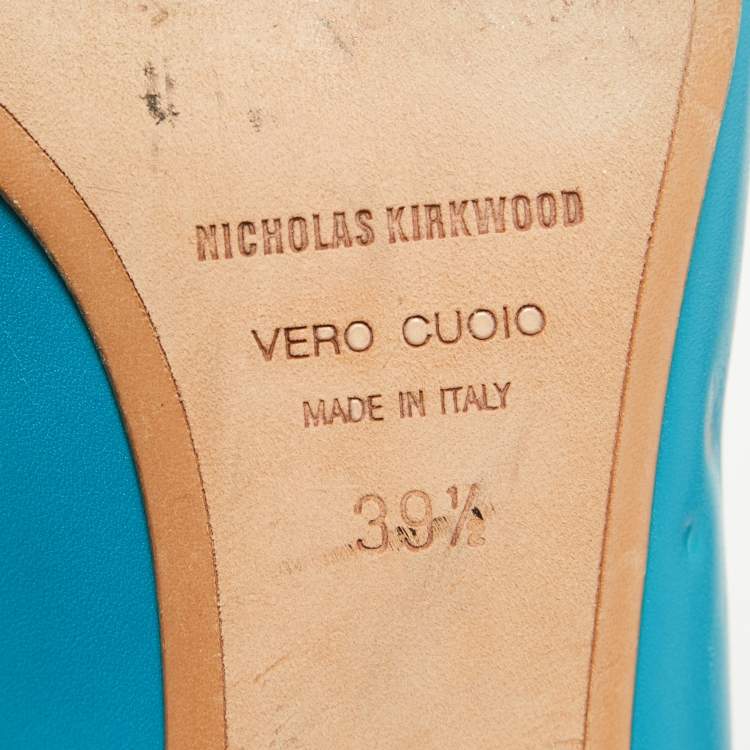 NICHOLAS KIRKWOOD
VERO CUOIO
MADE IN ITALY
39½